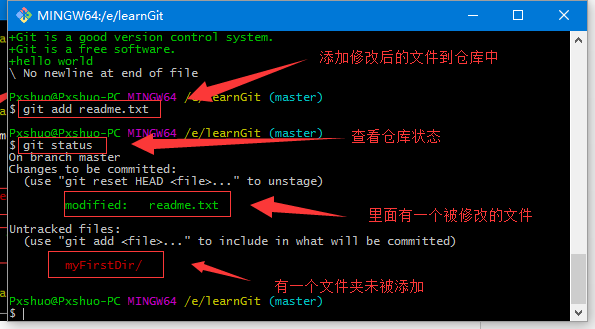 MINGW64:/e/learnGit
+Git is a good version control system.
+Git is a free software.
+hello world
\ No newline at end of file
添加修改后的文件到仓库中
Pxshuo@Pxshuo-PC MINGW64 /e/learnGit (master)
$ git add readme.txt
Pxshuo@Pxshuo-PC MINGW64 /e/learnGit (master)
$ git status
查看仓库状态
On branch master
Changes to be committed:
(use "git reset HEAD <file>..." to unstage)
modified: readme.txt
里面有一个被修改的文件
Untracked files:
(use "git add <file>..." to include in what will be committed)
myFirstDir/
有一个文件夹未被添加
Pxshuo@Pxshuo-PC MINGW64 /e/learnGit (master)
$